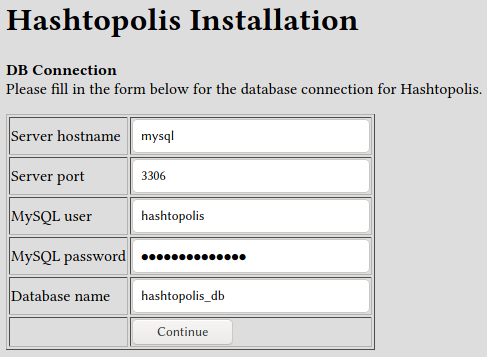 Hashtopolis Installation
DB Connection
Please fill in the form below for the database connection for Hashtopolis.
Server hostname mysql
Server port 3306
MySQL user hashtopolis
MySQL password ••••••••••••••
Database name hashtopolis_db
Continue